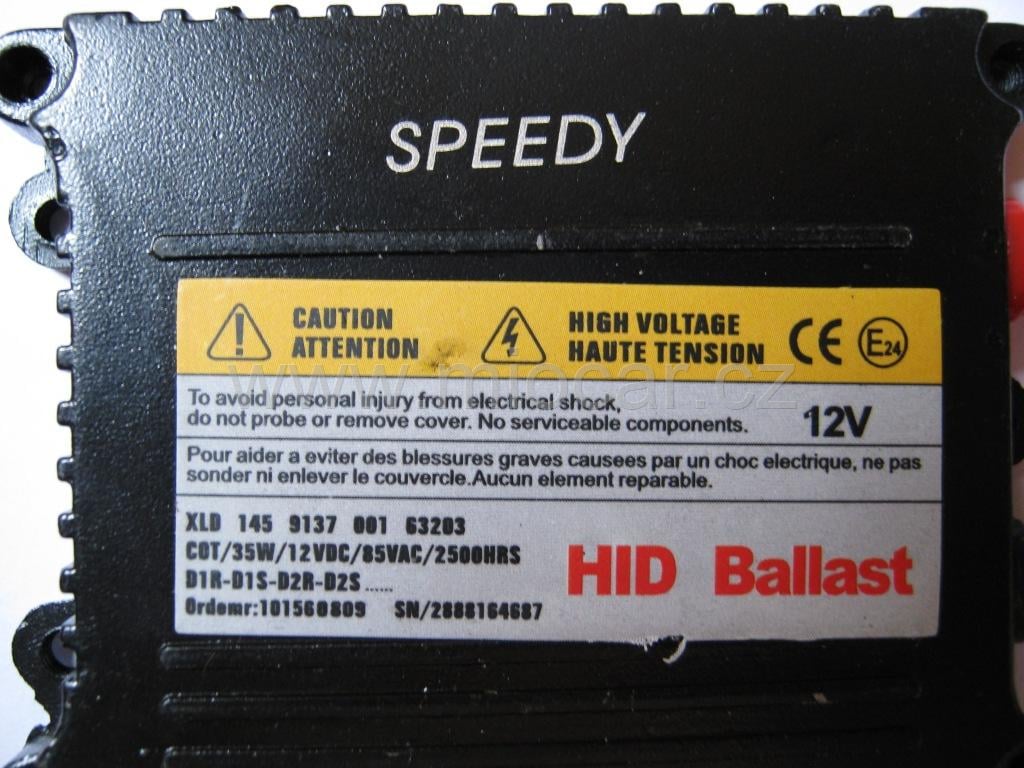 SPEEDY
CAUTION
ATTENTION
HIGH VOLTAGE
HAUTE TENSION
CE E24
www.miocar.cz
To avoid personal injury from electrical shock,
do not probe or remove cover. No serviceable components.
12V
Pour aider a eviter des blessures graves causees par un choc electrique, ne pas
sonder ni enlever le couvercle.Aucun element reparable.
XLD 145 9137 001 63203
COT/35W/12VDC/85VAC/2500HRS
D1R-D1S-D2R-D2S ......
Ordemr:101560809 SN/2888164687
HID Ballast